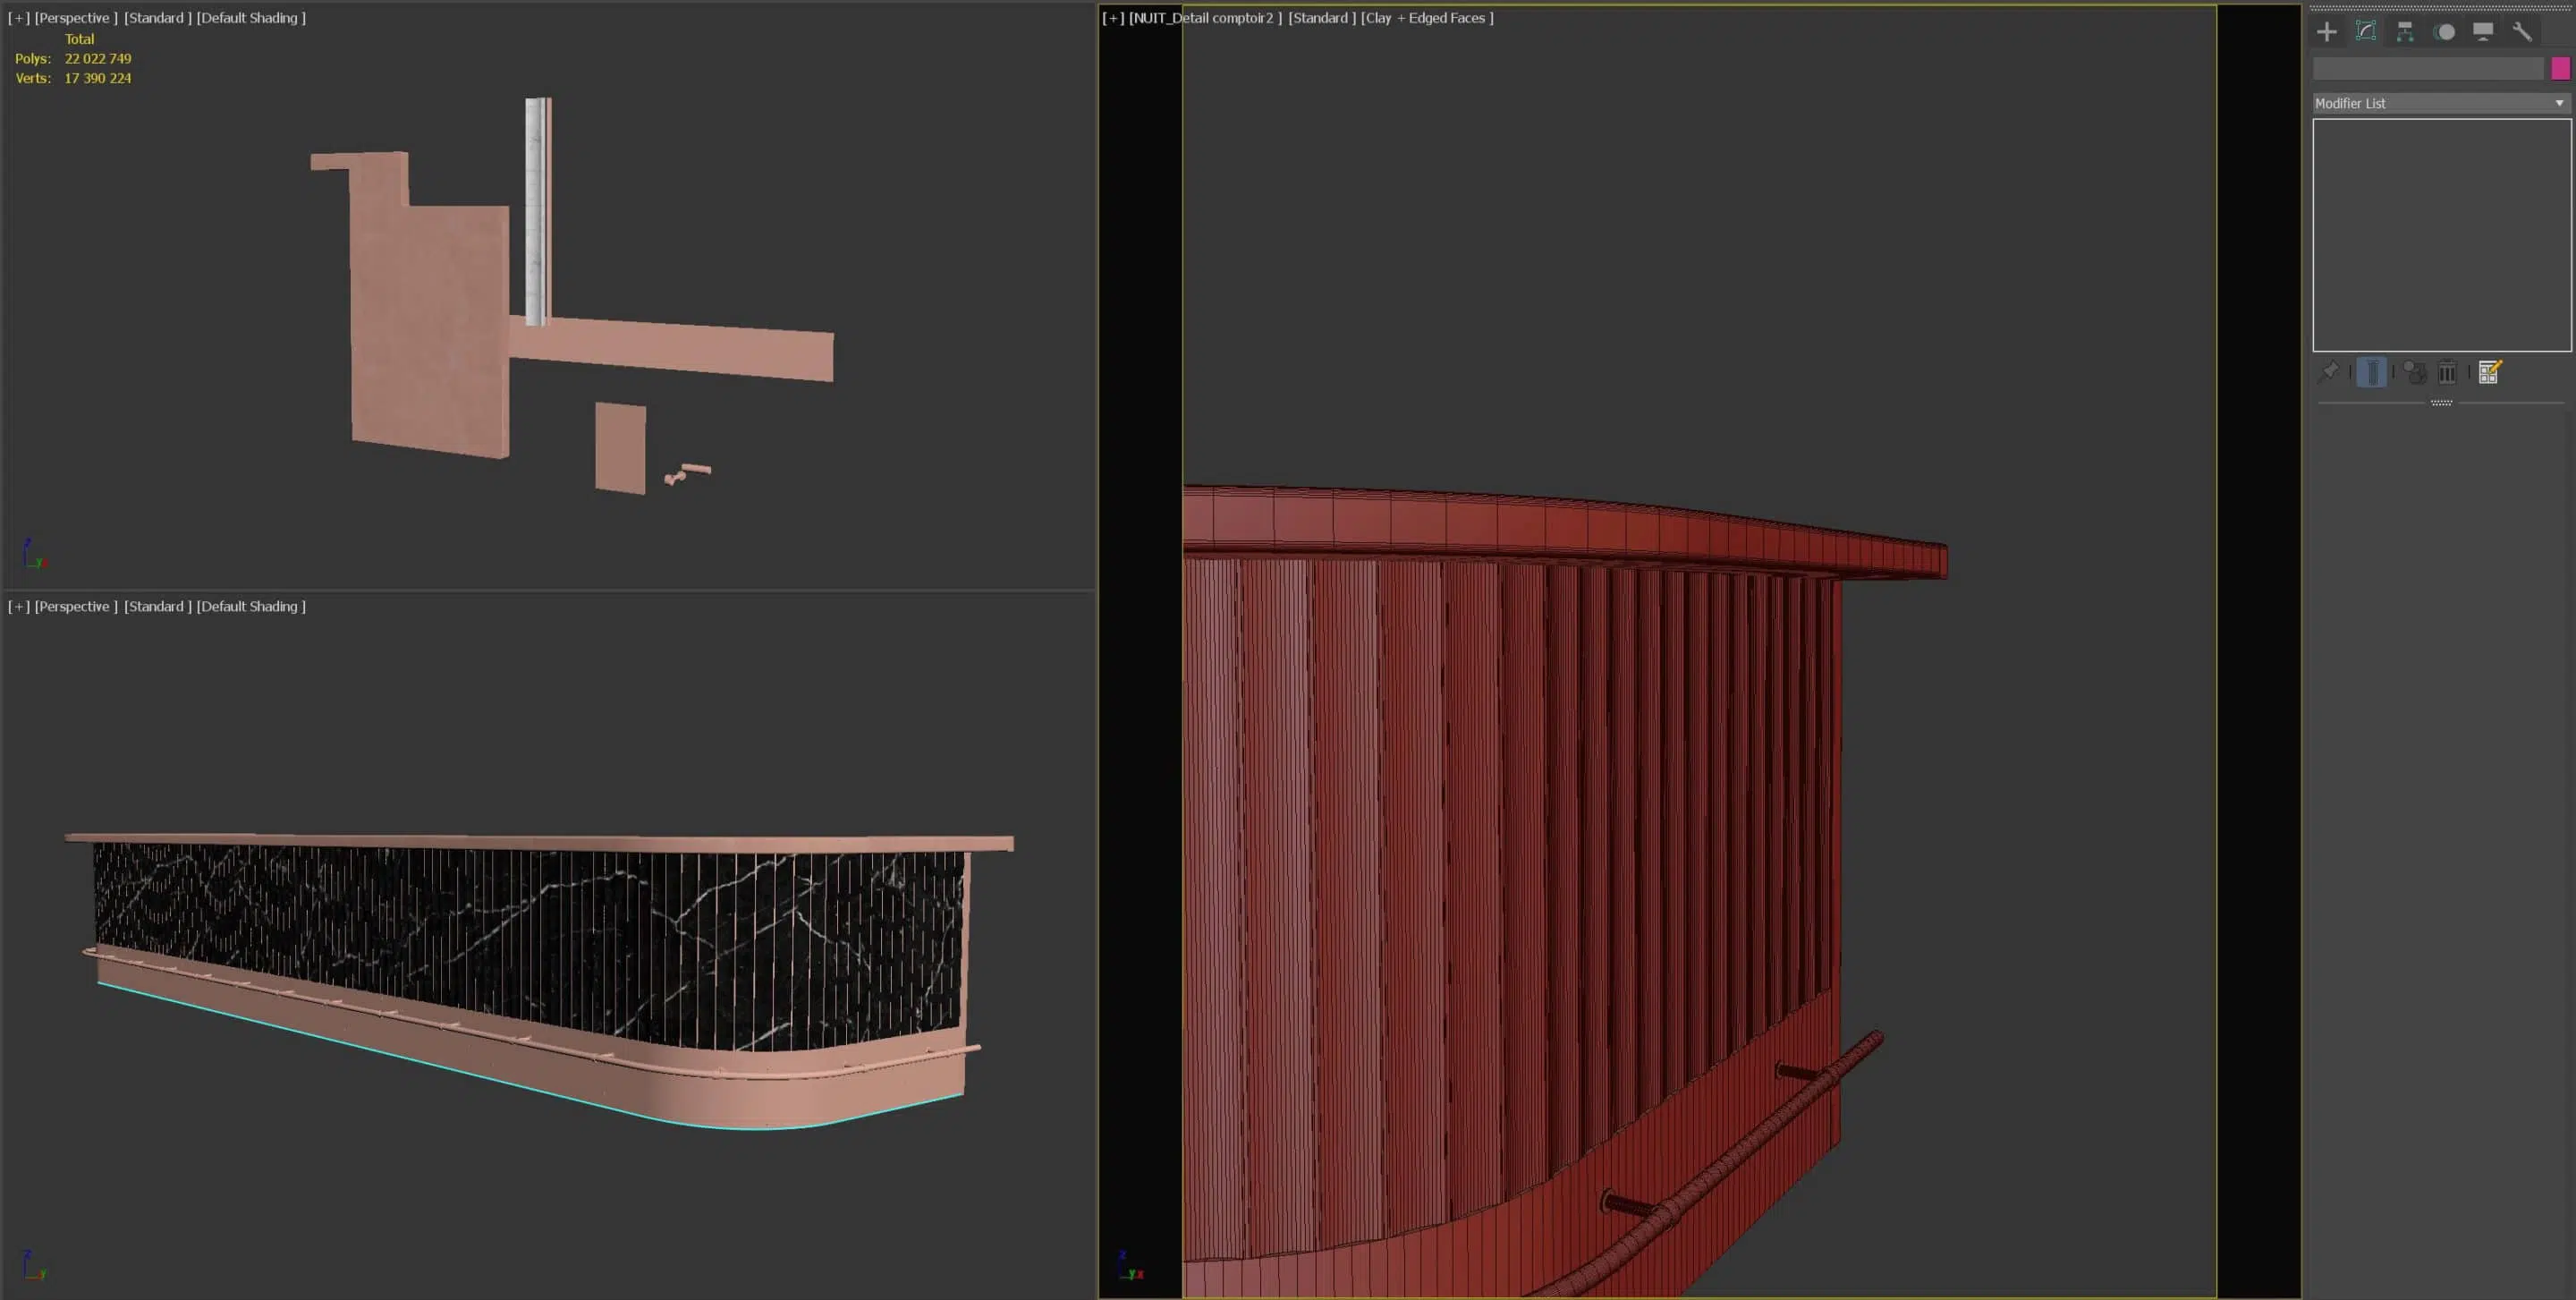 [+] [Perspective ] [Standard ] [Default Shading ]
Total
Polys: 22 022 749
Verts: 17 390 224
z
y
[+] [Perspective ] [Standard ] [Default Shading ]
z
y
[+] [NUIT_Detail comptoir2 ] [Standard ] [Clay + Edged Faces ]
z
y x
Modifier List